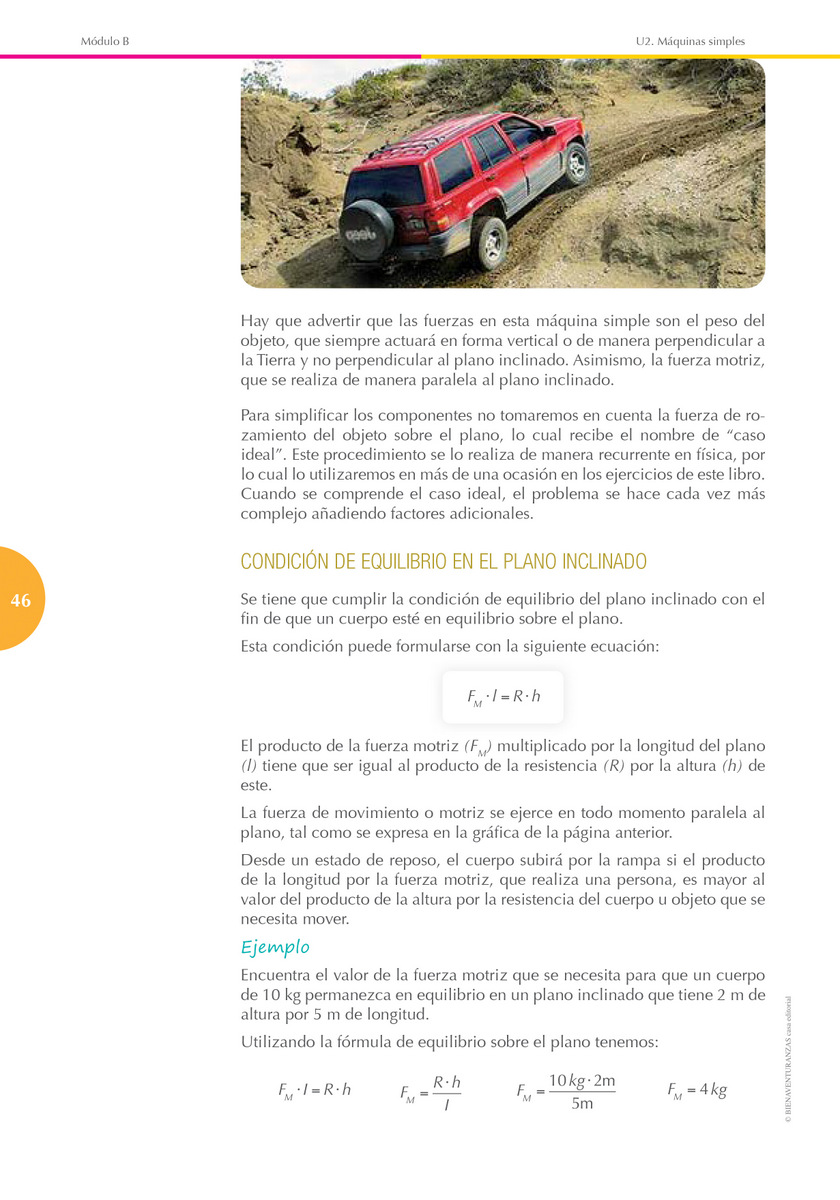 Módulo B
U2. Máquinas simples
Jeep
Hay que advertir que las fuerzas en esta máquina simple son el peso del
objeto, que siempre actuará en forma vertical o de manera perpendicular a
la Tierra y no perpendicular al plano inclinado. Asimismo, la fuerza motriz,
que se realiza de manera paralela al plano inclinado.
Para simplificar los componentes no tomaremos en cuenta la fuerza de ro-
zamiento del objeto sobre el plano, lo cual recibe el nombre de “caso
ideal”. Este procedimiento se lo realiza de manera recurrente en física, por
lo cual lo utilizaremos en más de una ocasión en los ejercicios de este libro.
Cuando se comprende el caso ideal, el problema se hace cada vez más
complejo añadiendo factores adicionales.
CONDICIÓN DE EQUILIBRIO EN EL PLANO INCLINADO
46
Se tiene que cumplir la condición de equilibrio del plano inclinado con el
fin de que un cuerpo esté en equilibrio sobre el plano.
Esta condición puede formularse con la siguiente ecuación:
F_M · l = R · h
El producto de la fuerza motriz (F_M) multiplicado por la longitud del plano
(l) tiene que ser igual al producto de la resistencia (R) por la altura (h) de
este.
La fuerza de movimiento o motriz se ejerce en todo momento paralela al
plano, tal como se expresa en la gráfica de la página anterior.
Desde un estado de reposo, el cuerpo subirá por la rampa si el producto
de la longitud por la fuerza motriz, que realiza una persona, es mayor al
valor del producto de la altura por la resistencia del cuerpo u objeto que se
necesita mover.
Ejemplo
Encuentra el valor de la fuerza motriz que se necesita para que un cuerpo
de 10 kg permanezca en equilibrio en un plano inclinado que tiene 2 m de
altura por 5 m de longitud.
Utilizando la fórmula de equilibrio sobre el plano tenemos:
F_M · l = R · h   F_M = R · h / l   F_M = 10 kg · 2m / 5m   F_M = 4 kg
© BIENAVENTURANZAS casa editorial